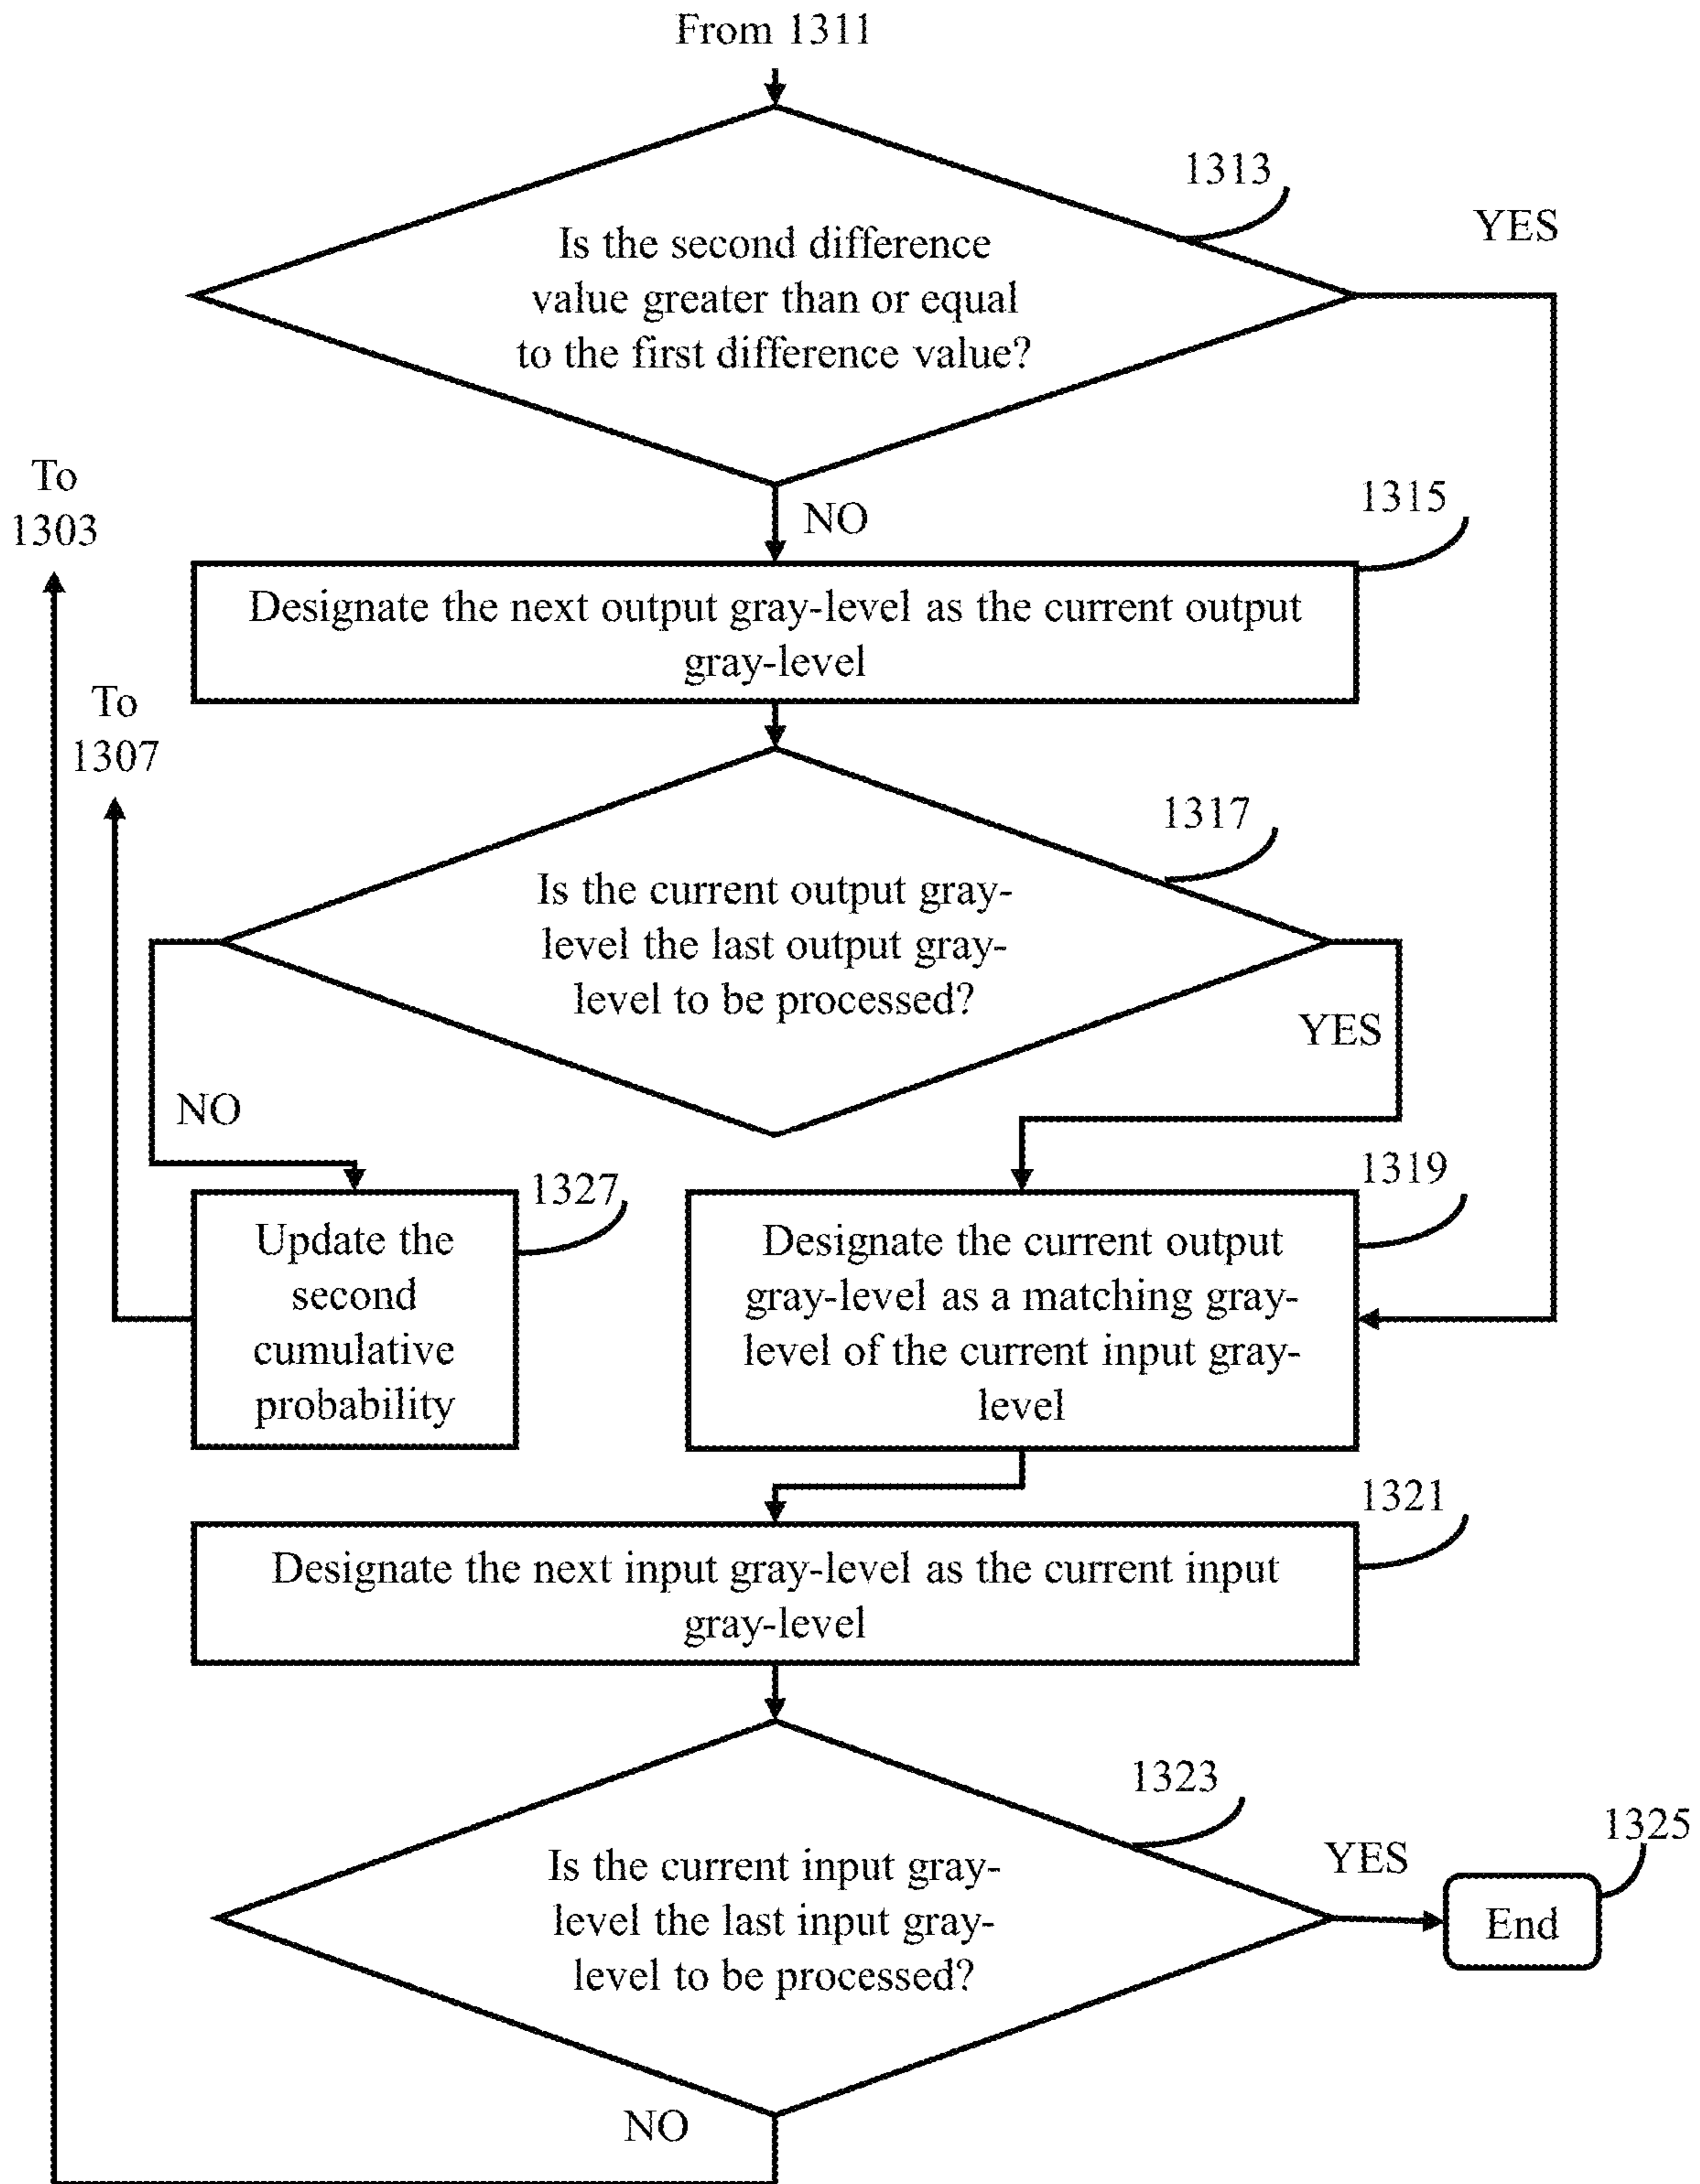 From 1311
1313
YES
Is the second difference
value greater than or equal
to the first difference value?
To
1303
NO
1315
Designate the next output gray-level as the current output
gray-level
To
1307
1317
Is the current output gray-
level the last output gray-
level to be processed?
YES
NO
1327
1319
Update the
second
cumulative
probability
Designate the current output
gray-level as a matching gray-
level of the current input gray-
level
1321
Designate the next input gray-level as the current input
gray-level
1323
1325
YES
Is the current input gray-
level the last input gray-
level to be processed?
End
NO